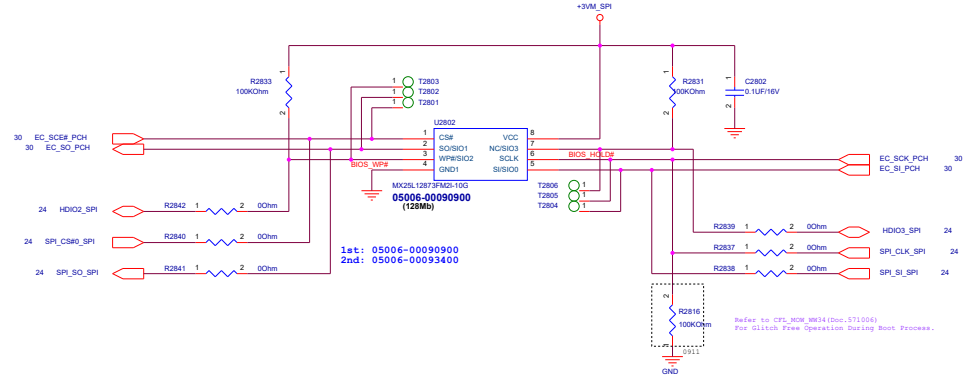 +3VM_SPI
1
R2833
100KOhm
2
1 T2802
1 T2803
1 T2801
1
R2831
100KOhm
2
C2802
0.1UF/16V
U2802
30 EC_SCE#_PCH
30 EC_SO_PCH
1 CS# VCC 8
2 SO/SIO1 NC/SIO3 7
3 WP#/SIO2 SCLK 6
4 GND1 SI/SIO0 5
BIOS_WP#
BIOS_HOLD#
EC_SCK_PCH 30
EC_SI_PCH 30
MX25L12873FM2I-10G
05006-00090900
(128Mb)
T2806 1
T2805 1
T2804 1
24 HDIO2_SPI R2842 1 2 0Ohm
24 SPI_CS#0_SPI R2840 1 2 0Ohm
24 SPI_SO_SPI R2841 1 2 0Ohm
1st: 05006-00090900
2nd: 05006-00093400
R2839 1 2 0Ohm HDIO3_SPI 24
R2837 1 2 0Ohm SPI_CLK_SPI 24
R2838 1 2 0Ohm SPI_SI_SPI 24
2
R2816
100KOhm
1
0911
GND
Refer to CFL_MOW_WW34(Doc.571006)
For Glitch Free Operation During Boot Process.